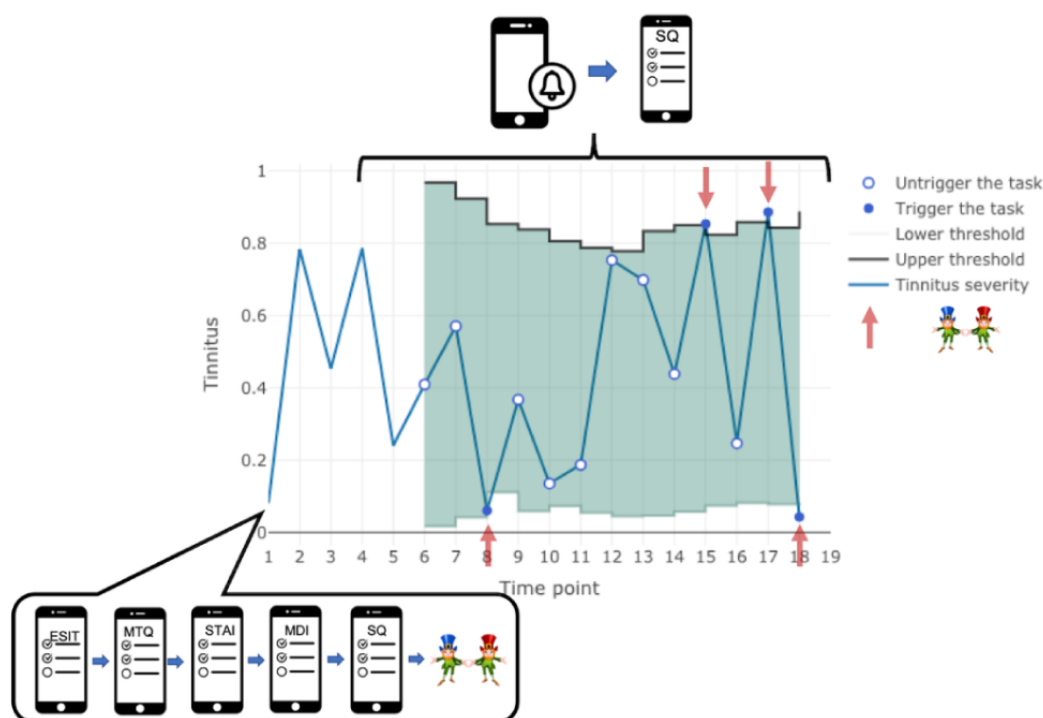 SQ
1
0.8
0.6
0.4
0.2
0
Tinnitus
1 2 3 4 5 6 7 8 9 10 11 12 13 14 15 16 17 18 19
Time point
Untrigger the task
Trigger the task
Lower threshold
Upper threshold
Tinnitus severity
ESIT
MTQ
STAI
MDI
SQ